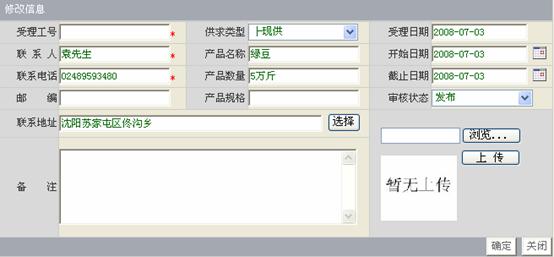 修改信息
受理工号 * 供求类型 ├现供 受理日期 2008-07-03
联 系 人 袁先生 * 产品名称 绿豆 开始日期 2008-07-03
联系电话 02489593480 * 产品数量 5万斤 截止日期 2008-07-03
邮 编 产品规格 审核状态 发布
联系地址 沈阳苏家屯区佟沟乡 选择
浏览...
上 传
备 注 暂无上传
确定 关闭